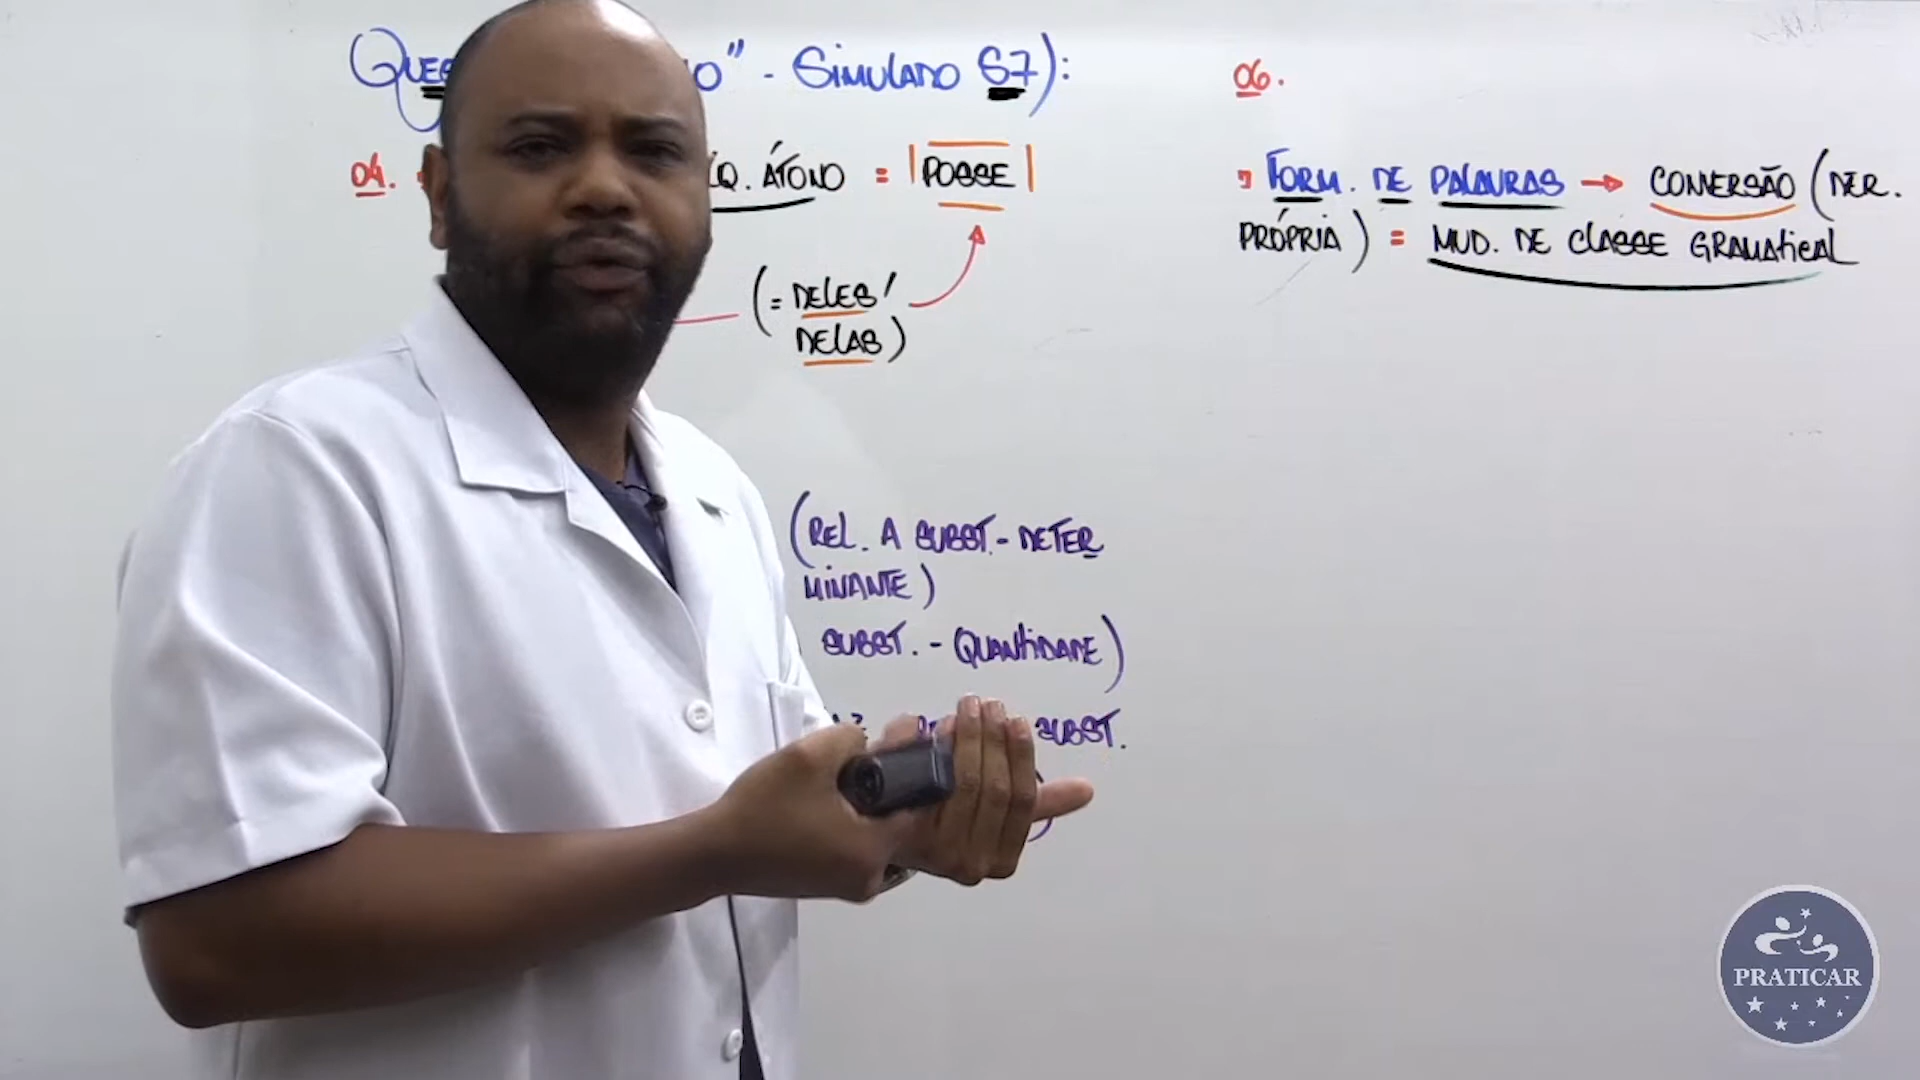 O" - SIMULADO S7):
04.
ÁTONO = |POSSE|
(= DELES/
DELAS)
(REL. A SUBST. - DETER
MINANTE)
SUBST. - QUANTIDADE)
SUBST.
06.
FORM. DE PALAVRAS → CONVERSÃO (DER.
PRÓPRIA) = MUD. DE CLASSE GRAMATICAL
PRATICAR